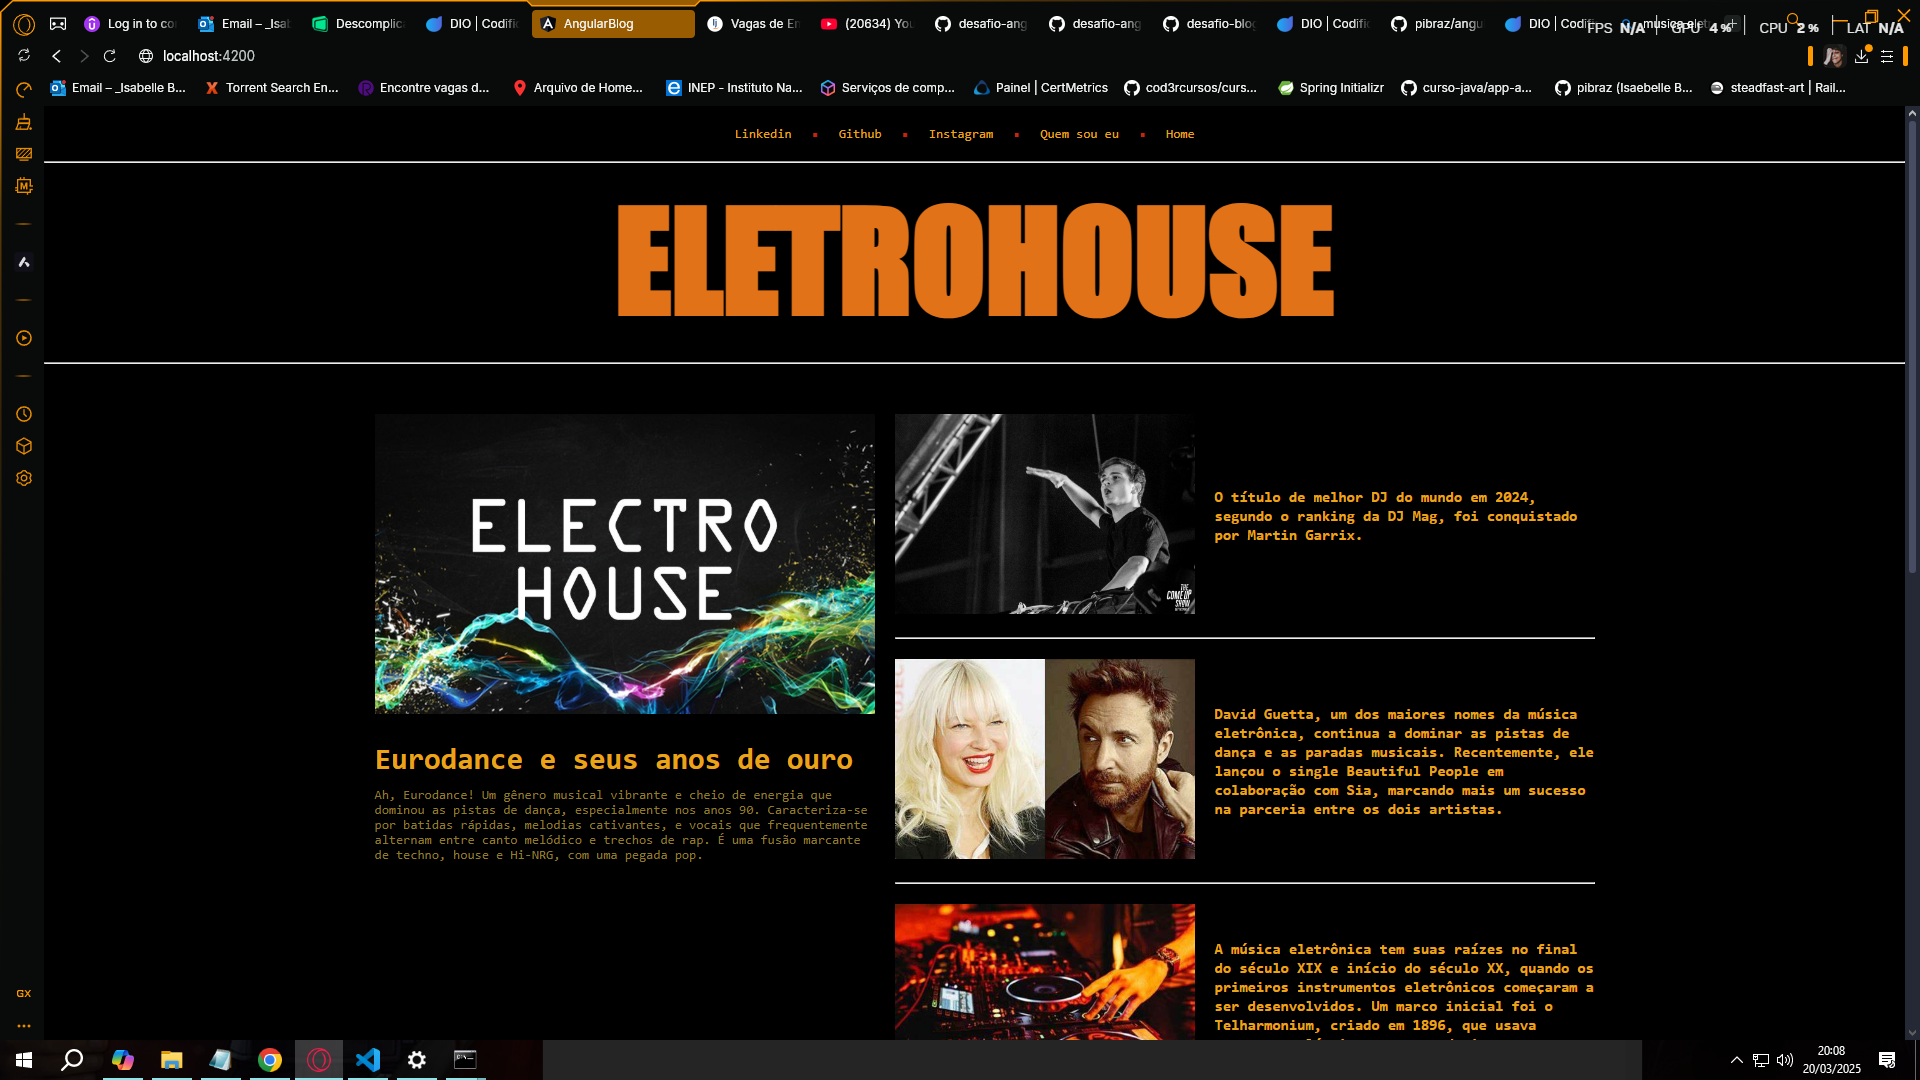 Log in to co
Email – _Isab
Descomplic
DIO | Codific
AngularBlog
Vagas de En
(20634) You
desafio-ang
desafio-ang
desafio-blog
DIO | Codific
pibraz/angu
DIO | Codifi
musica elet
FPS N/A GPU 4 % CPU 2 % LAT N/A
localhost:4200
Email – _Isabelle B...
Torrent Search En...
Encontre vagas d...
Arquivo de Home...
INEP - Instituto Na...
Serviços de comp...
Painel | CertMetrics
cod3rcursos/curs...
Spring Initializr
curso-java/app-a...
pibraz (Isaebelle B...
steadfast-art | Rail...
Linkedin
Github
Instagram
Quem sou eu
Home
ELETROHOUSE
ELECTRO
HOUSE
Eurodance e seus anos de ouro
Ah, Eurodance! Um gênero musical vibrante e cheio de energia que
dominou as pistas de dança, especialmente nos anos 90. Caracteriza-se
por batidas rápidas, melodias cativantes, e vocais que frequentemente
alternam entre canto melódico e trechos de rap. É uma fusão marcante
de techno, house e Hi-NRG, com uma pegada pop.
THE
COME UP
SHOW
O título de melhor DJ do mundo em 2024,
segundo o ranking da DJ Mag, foi conquistado
por Martin Garrix.
David Guetta, um dos maiores nomes da música
eletrônica, continua a dominar as pistas de
dança e as paradas musicais. Recentemente, ele
lançou o single Beautiful People em
colaboração com Sia, marcando mais um sucesso
na parceria entre os dois artistas.
A música eletrônica tem suas raízes no final
do século XIX e início do século XX, quando os
primeiros instrumentos eletrônicos começaram a
ser desenvolvidos. Um marco inicial foi o
Telharmonium, criado em 1896, que usava
GX
20:08
20/03/2025